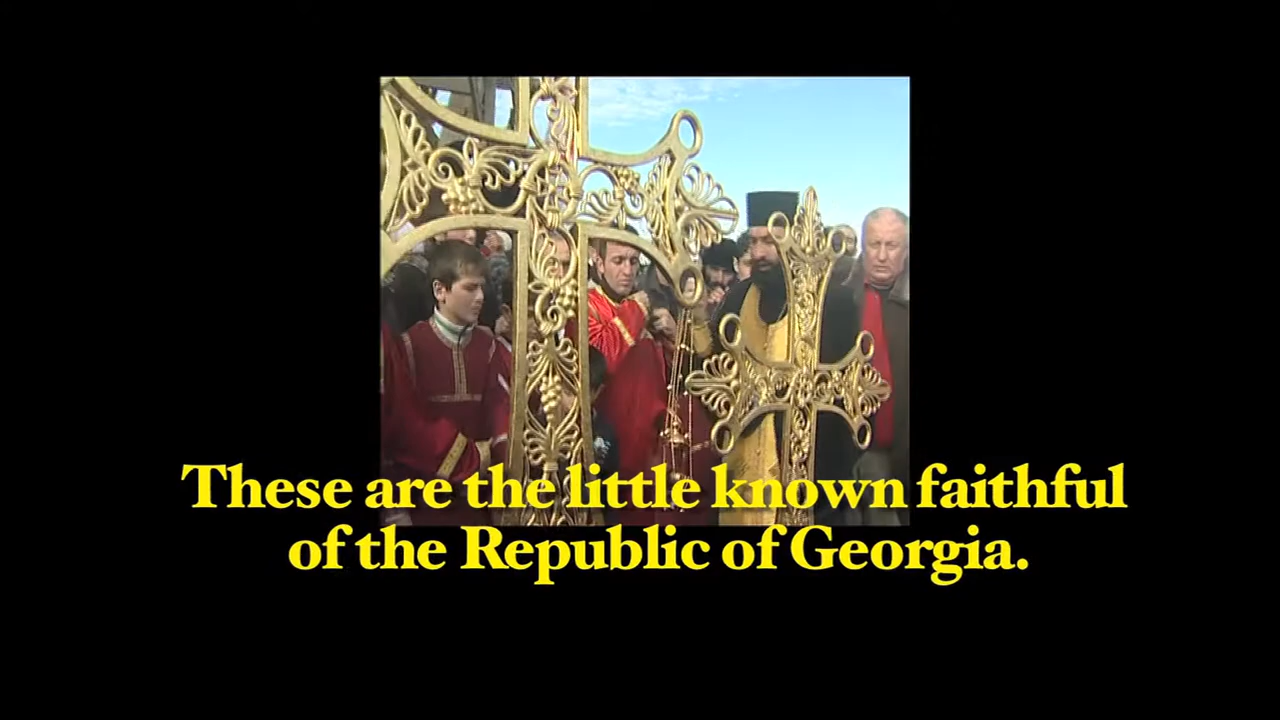 These are the little known faithful
of the Republic of Georgia.